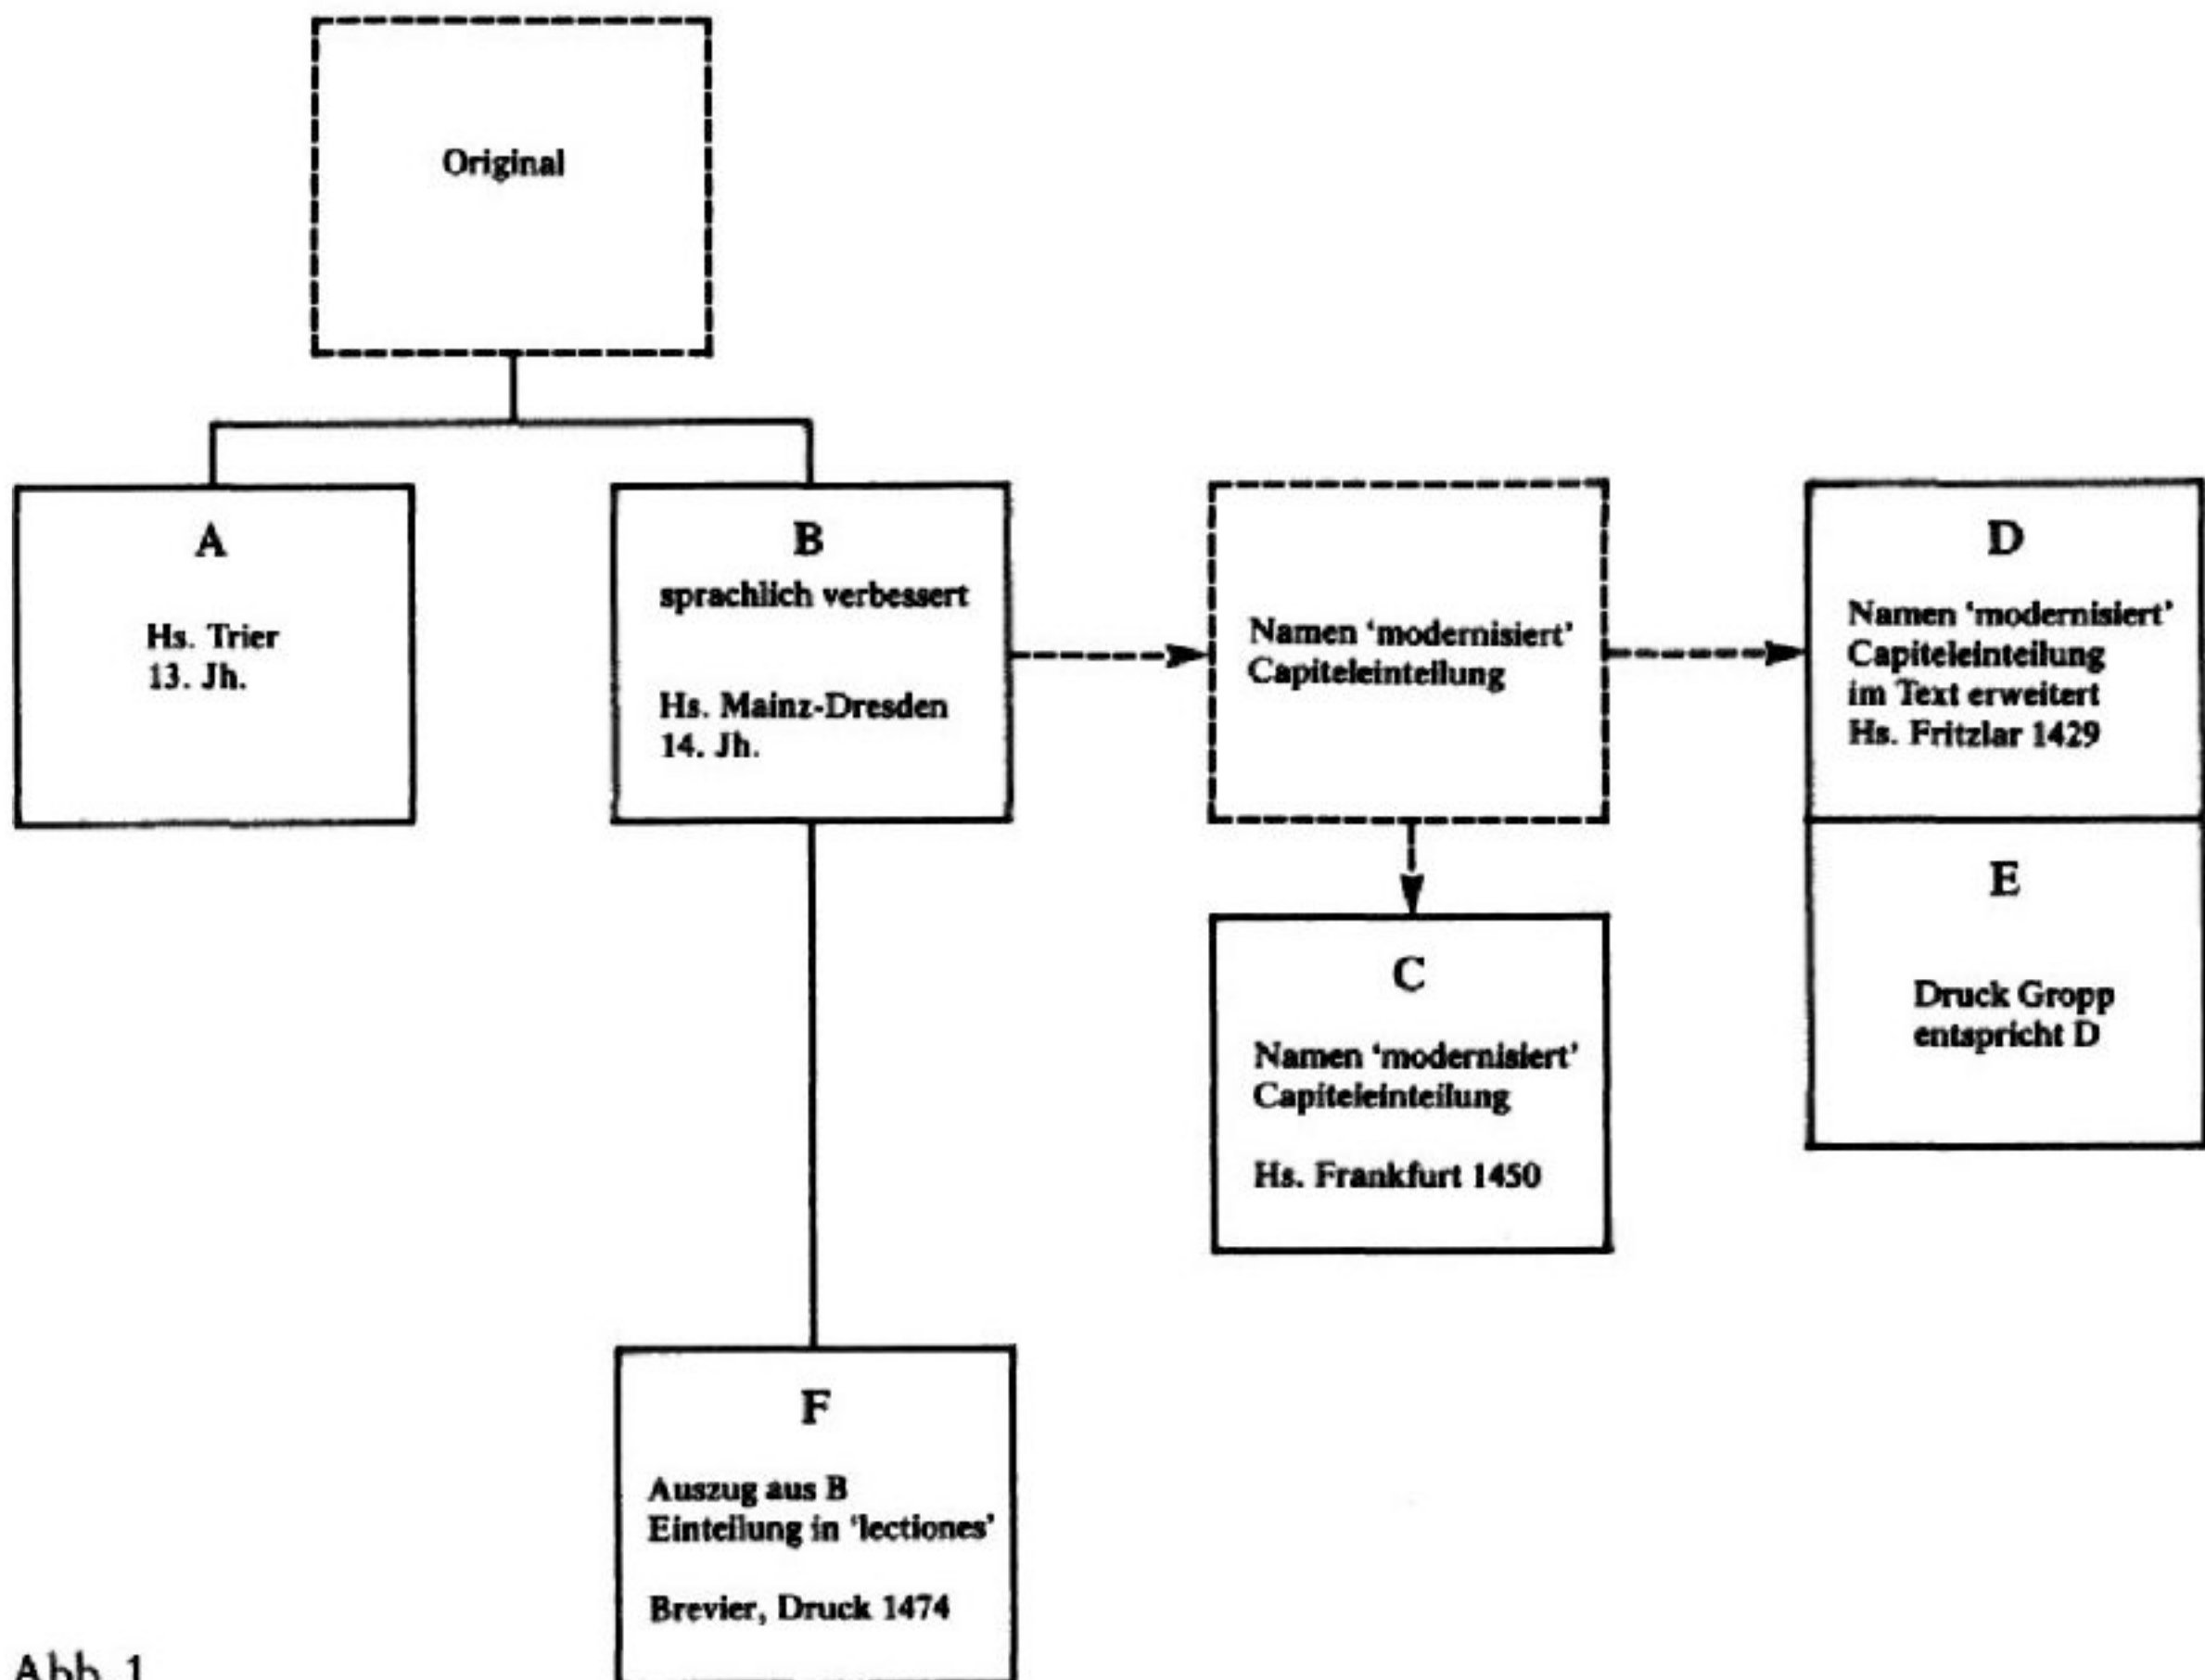 Original
A
Hs. Trier
13. Jh.
B
sprachlich verbessert
Hs. Mainz-Dresden
14. Jh.
Namen ‘modernisiert’
Capiteleinteilung
D
Namen ‘modernisiert’
Capiteleinteilung
im Text erweitert
Hs. Fritzlar 1429
E
Druck Gropp
entspricht D
C
Namen ‘modernisiert’
Capiteleinteilung
Hs. Frankfurt 1450
F
Auszug aus B
Einteilung in ‘lectiones’
Brevier, Druck 1474
Abb. 1